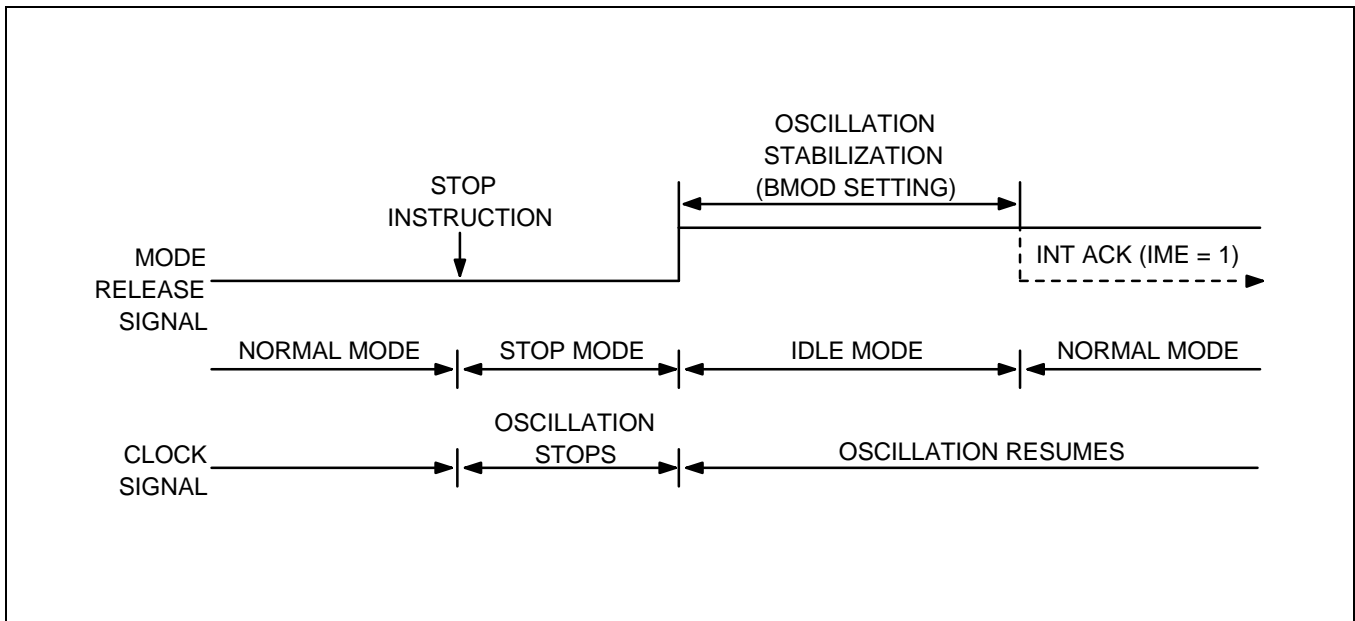 OSCILLATION
STABILIZATION
(BMOD SETTING)
STOP
INSTRUCTION
INT ACK (IME = 1)
MODE
RELEASE
SIGNAL
NORMAL MODE
STOP MODE
IDLE MODE
NORMAL MODE
OSCILLATION
STOPS
OSCILLATION RESUMES
CLOCK
SIGNAL